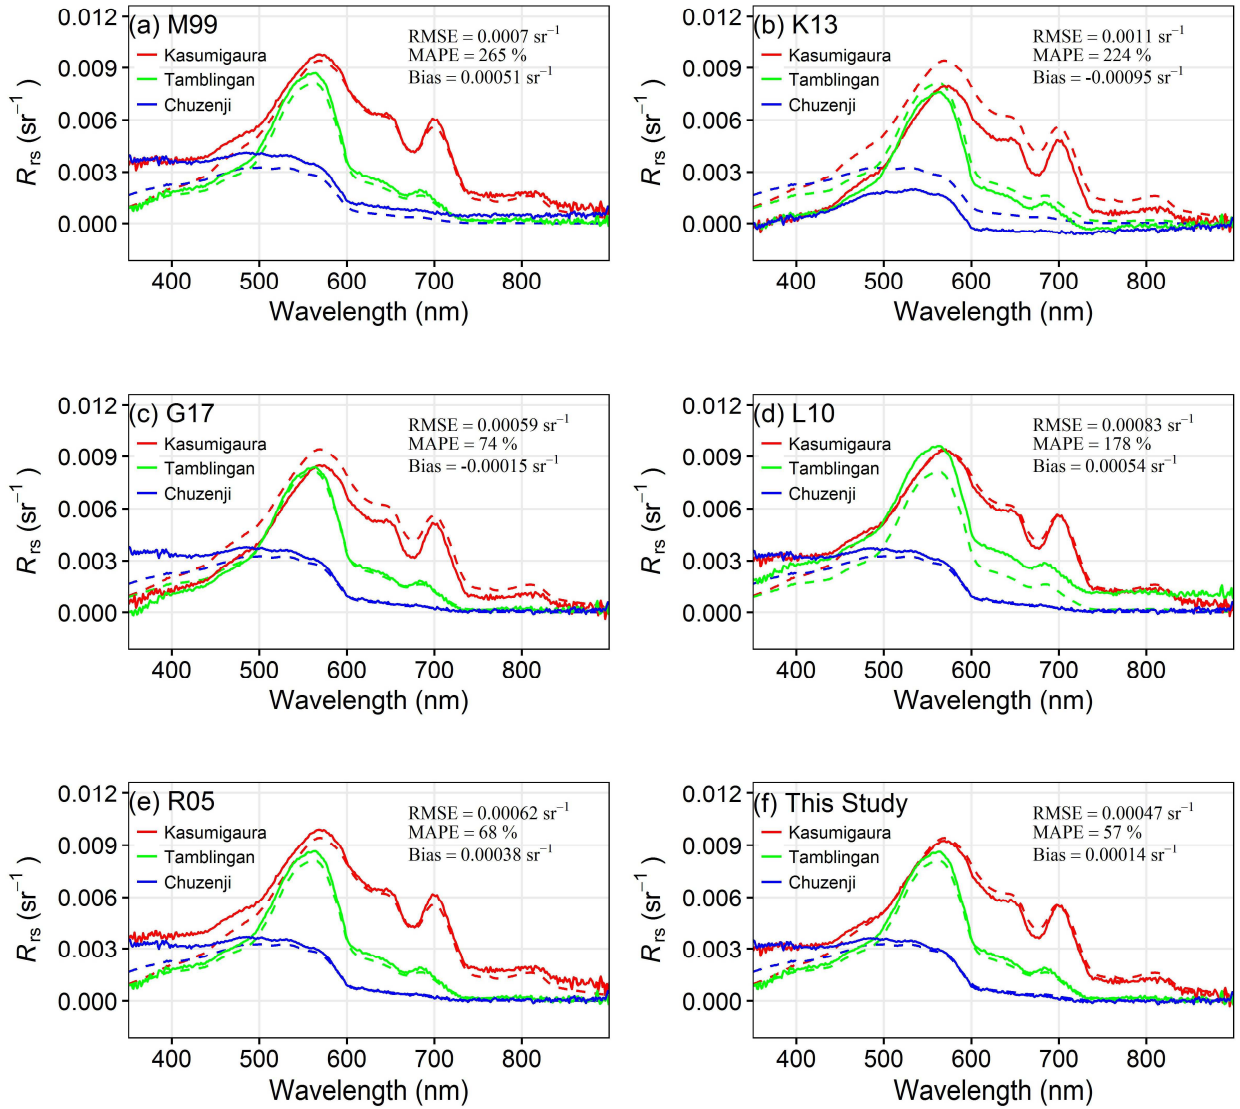 (a) M99
RMSE = 0.0007 sr⁻¹
MAPE = 265 %
Bias = 0.00051 sr⁻¹
Kasumigaura
Tamblingan
Chuzenji
0.012
0.009
0.006
0.003
0.000
Rrs (sr⁻¹)
400 500 600 700 800
Wavelength (nm)
(b) K13
RMSE = 0.0011 sr⁻¹
MAPE = 224 %
Bias = -0.00095 sr⁻¹
Kasumigaura
Tamblingan
Chuzenji
0.012
0.009
0.006
0.003
0.000
Rrs (sr⁻¹)
400 500 600 700 800
Wavelength (nm)
(c) G17
RMSE = 0.00059 sr⁻¹
MAPE = 74 %
Bias = -0.00015 sr⁻¹
Kasumigaura
Tamblingan
Chuzenji
0.012
0.009
0.006
0.003
0.000
Rrs (sr⁻¹)
400 500 600 700 800
Wavelength (nm)
(d) L10
RMSE = 0.00083 sr⁻¹
MAPE = 178 %
Bias = 0.00054 sr⁻¹
Kasumigaura
Tamblingan
Chuzenji
0.012
0.009
0.006
0.003
0.000
Rrs (sr⁻¹)
400 500 600 700 800
Wavelength (nm)
(e) R05
RMSE = 0.00062 sr⁻¹
MAPE = 68 %
Bias = 0.00038 sr⁻¹
Kasumigaura
Tamblingan
Chuzenji
0.012
0.009
0.006
0.003
0.000
Rrs (sr⁻¹)
400 500 600 700 800
Wavelength (nm)
(f) This Study
RMSE = 0.00047 sr⁻¹
MAPE = 57 %
Bias = 0.00014 sr⁻¹
Kasumigaura
Tamblingan
Chuzenji
0.012
0.009
0.006
0.003
0.000
Rrs (sr⁻¹)
400 500 600 700 800
Wavelength (nm)